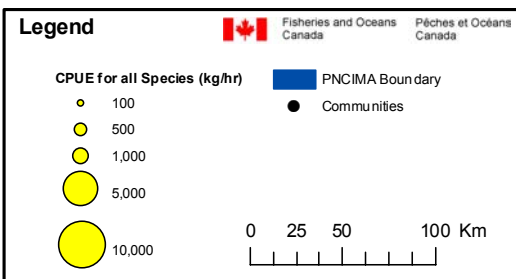 Legend
Fisheries and Oceans Canada
Pêches et Océans Canada
CPUE for all Species (kg/hr)
100
500
1,000
5,000
10,000
PNCIMA Boundary
Communities
0 25 50 100 Km